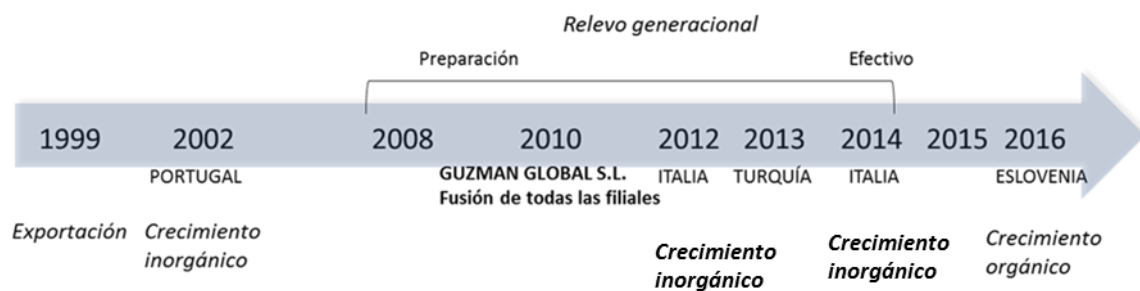 Relevo generacional
Preparación
Efectivo
1999
2002
2008
2010
2012
2013
2014
2015
2016
PORTUGAL
GUZMAN GLOBAL S.L.
Fusión de todas las filiales
ITALIA
TURQUÍA
ITALIA
ESLOVENIA
Exportación
Crecimiento
inorgánico
Crecimiento
inorgánico
Crecimiento
inorgánico
Crecimiento
orgánico